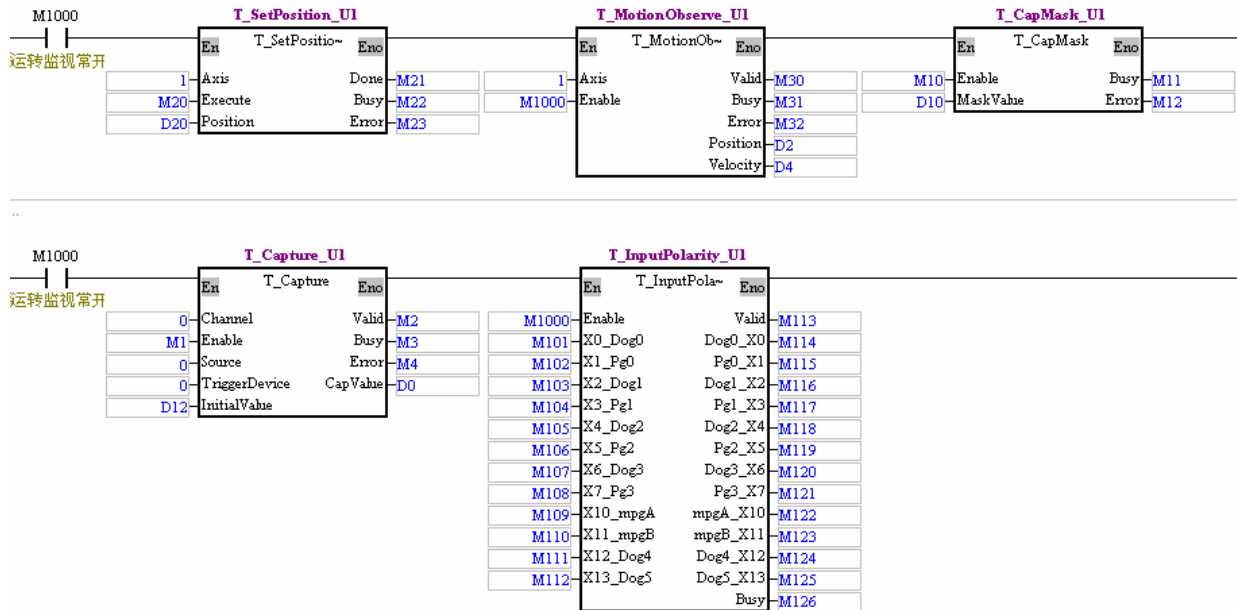 M1000 T_SetPosition_U1 T_MotionObserve_U1 T_CapMask_U1
En T_SetPositio~ Eno En T_MotionOb~ Eno En T_CapMask Eno
运转监视常开
1 Axis Done M21 1 Axis Valid M30 M10 Enable Busy M11
M20 Execute Busy M22 M1000 Enable Busy M31 D10 MaskValue Error M12
D20 Position Error M23 Error M32
Position D2
Velocity D4
..
M1000 T_Capture_U1 T_InputPolarity_U1
En T_Capture Eno En T_InputPola~ Eno
运转监视常开
0 Channel Valid M2 M1000 Enable Valid M113
M1 Enable Busy M3 M101 X0_Dog0 Dog0_X0 M114
0 Source Error M4 M102 X1_Pg0 Pg0_X1 M115
0 TriggerDevice CapValue D0 M103 X2_Dog1 Dog1_X2 M116
D12 InitialValue M104 X3_Pg1 Pg1_X3 M117
M105 X4_Dog2 Dog2_X4 M118
M106 X5_Pg2 Pg2_X5 M119
M107 X6_Dog3 Dog3_X6 M120
M108 X7_Pg3 Pg3_X7 M121
M109 X10_mpgA mpgA_X10 M122
M110 X11_mpgB mpgB_X11 M123
M111 X12_Dog4 Dog4_X12 M124
M112 X13_Dog5 Dog5_X13 M125
Busy M126